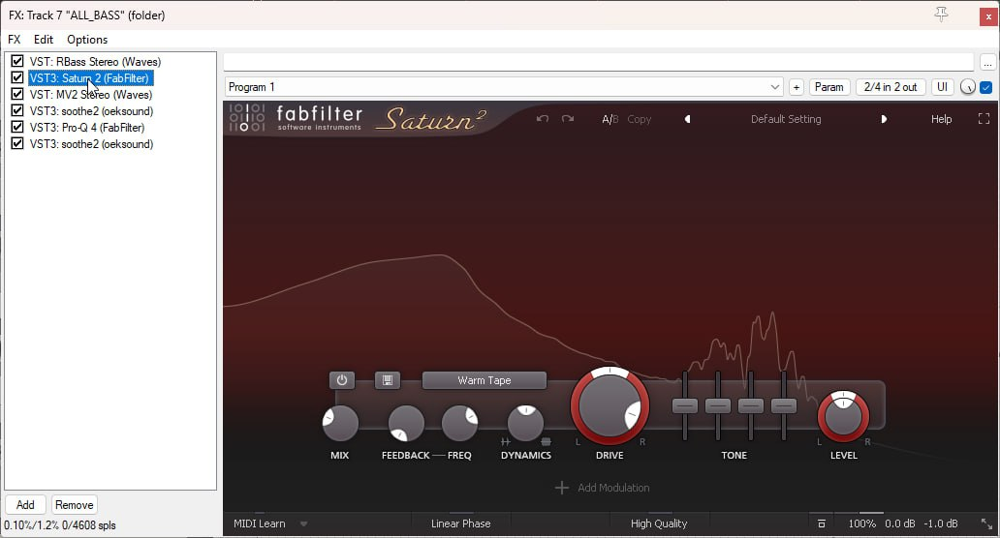 FX: Track 7 "ALL_BASS" (folder)
FX Edit Options
VST: RBass Stereo (Waves)
VST3: Saturn 2 (FabFilter)
VST: MV2 Stereo (Waves)
VST3: soothe2 (oeksound)
VST3: Pro-Q 4 (FabFilter)
VST3: soothe2 (oeksound)
Add Remove
0.10%/1.2% 0/4608 spls
...
Program 1 + Param 2/4 in 2 out UI
fabfilter
software instruments
Saturn 2
A/B Copy Default Setting Help
Warm Tape
L R L R
MIX FEEDBACK FREQ DYNAMICS DRIVE TONE LEVEL
+ Add Modulation
MIDI Learn Linear Phase High Quality 100% 0.0 dB -1.0 dB